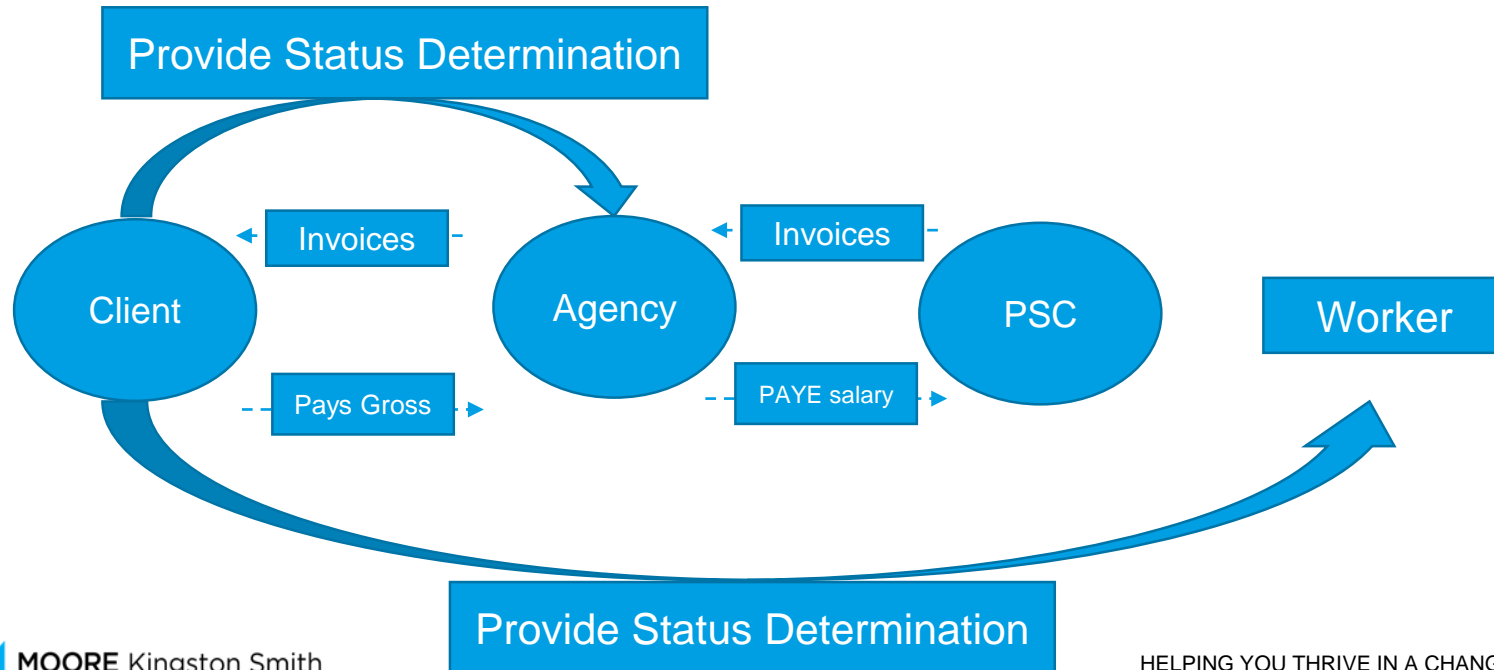 Provide Status Determination
Invoices
Invoices
Client
Agency
PSC
Worker
Pays Gross
PAYE salary
Provide Status Determination
MOORE Kingston Smith
HELPING YOU THRIVE IN A